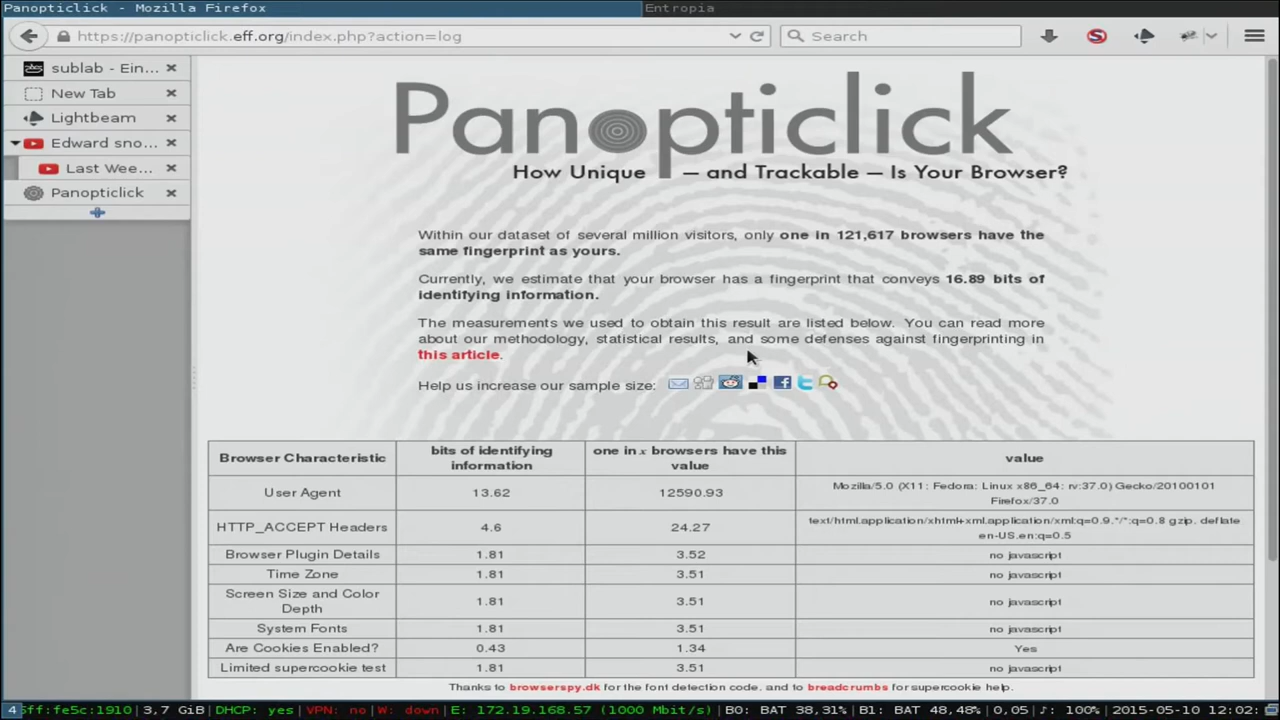 Panopticlick - Mozilla Firefox
Entropia
https://panopticlick.eff.org/index.php?action=log
Search
sublab - Ein...
New Tab
Lightbeam
Edward sno...
Last Wee...
Panopticlick
Panopticlick
How Unique — and Trackable — Is Your Browser?
Within our dataset of several million visitors, only one in 121,617 browsers have the
same fingerprint as yours.
Currently, we estimate that your browser has a fingerprint that conveys 16.89 bits of
identifying information.
The measurements we used to obtain this result are listed below. You can read more
about our methodology, statistical results, and some defenses against fingerprinting in
this article.
Help us increase our sample size:
Browser Characteristic
bits of identifying
information
one in x browsers have this
value
value
User Agent
13.62
12590.93
Mozilla/5.0 (X11; Fedora; Linux x86_64; rv:37.0) Gecko/20100101
Firefox/37.0
HTTP_ACCEPT Headers
4.6
24.27
text/html,application/xhtml+xml,application/xml;q=0.9,*/*;q=0.8 gzip, deflate
en-US,en;q=0.5
Browser Plugin Details
1.81
3.52
no javascript
Time Zone
1.81
3.51
no javascript
Screen Size and Color
Depth
1.81
3.51
no javascript
System Fonts
1.81
3.51
no javascript
Are Cookies Enabled?
0.43
1.34
Yes
Limited supercookie test
1.81
3.51
no javascript
Thanks to browserspy.dk for the font detection code, and to breadcrumbs for supercookie help.
4 ff:fe5c:1910|3,7 GiB|DHCP: yes|VPN: no|W: down|E: 172.19.168.57 (1000 Mbit/s)|B0: BAT 38,31%|B1: BAT 48,48%|0,05|2015-05-10 12:02: